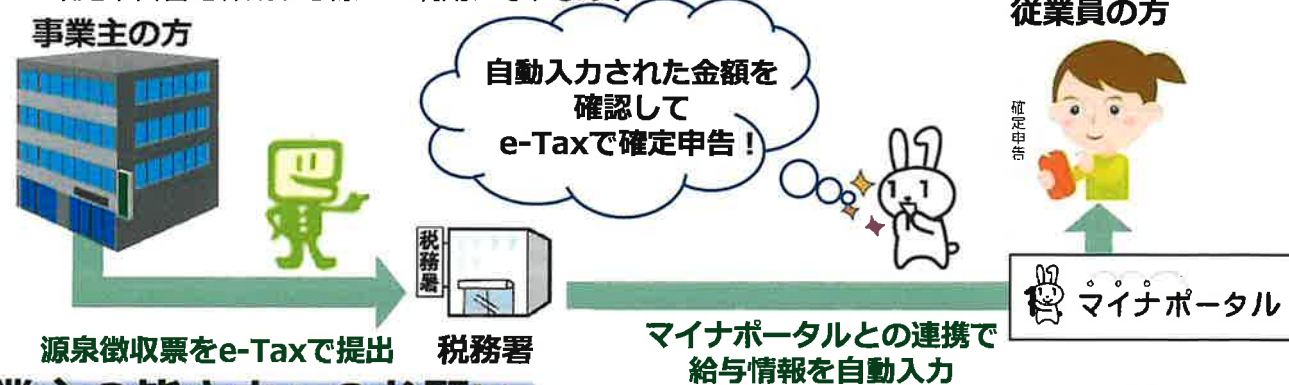 事業主の方
従業員の方
自動入力された金額を
確認して
e-Taxで確定申告！
確定申告
税務署
マイナポータル
源泉徴収票をe-Taxで提出
税務署
マイナポータルとの連携で
給与情報を自動入力